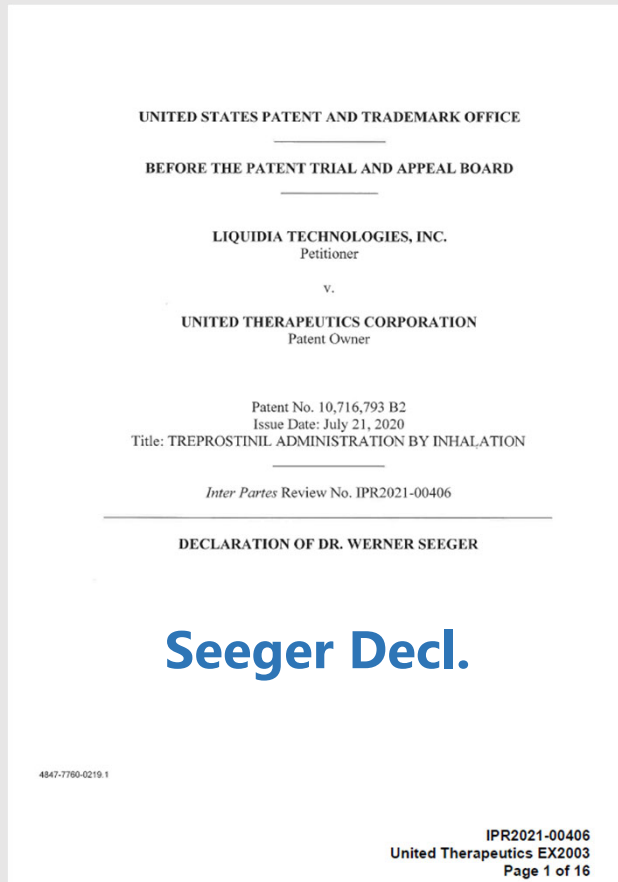 UNITED STATES PATENT AND TRADEMARK OFFICE
BEFORE THE PATENT TRIAL AND APPEAL BOARD
LIQUIDIA TECHNOLOGIES, INC.
Petitioner
v.
UNITED THERAPEUTICS CORPORATION
Patent Owner
Patent No. 10,716,793 B2
Issue Date: July 21, 2020
Title: TREPROSTINIL ADMINISTRATION BY INHALATION
Inter Partes Review No. IPR2021-00406
DECLARATION OF DR. WERNER SEEGER
Seeger Decl.
4847-7760-0219.1
IPR2021-00406
United Therapeutics EX2003
Page 1 of 16